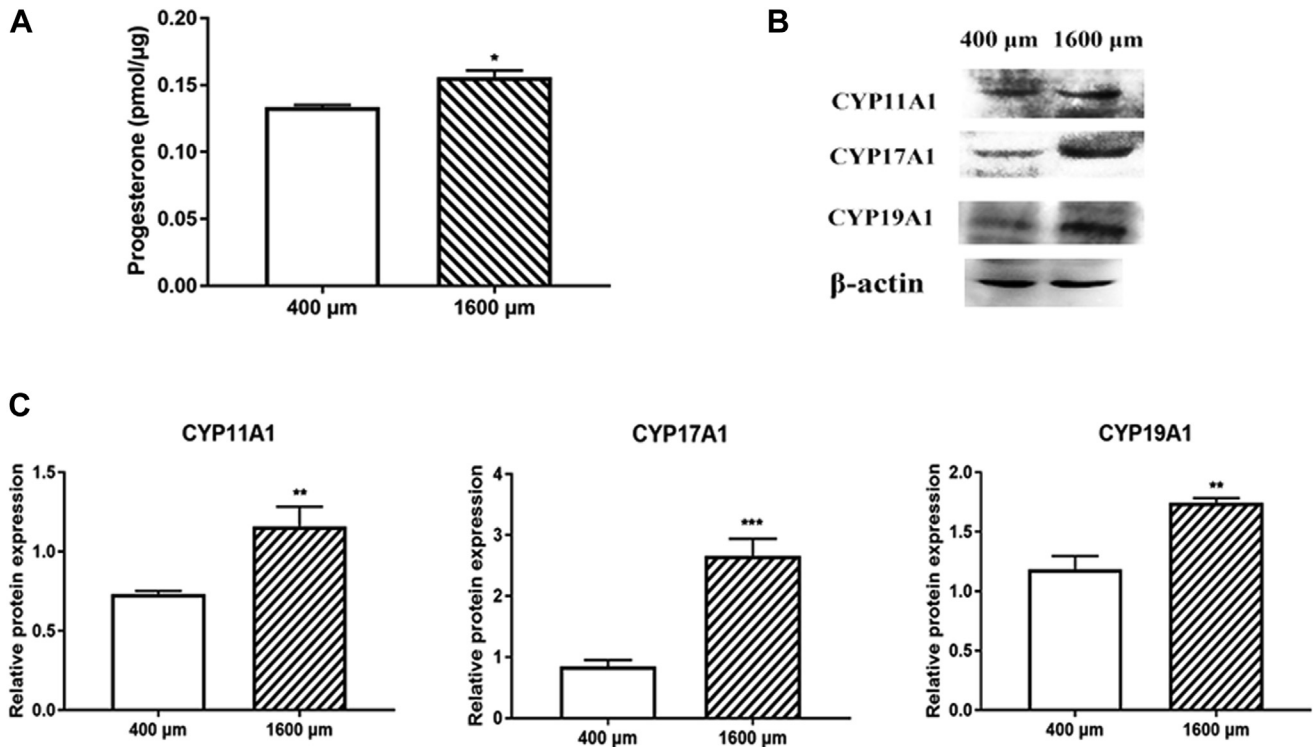 A
Progesterone (pmol/µg)
0.20
0.15
0.10
0.05
0.00
*
400 µm
1600 µm
B
400 µm 1600 µm
CYP11A1
CYP17A1
CYP19A1
β-actin
C
CYP11A1
Relative protein expression
1.5
1.0
0.5
0.0
**
400 µm
1600 µm
CYP17A1
Relative protein expression
4
3
2
1
0
***
400 µm
1600 µm
CYP19A1
Relative protein expression
2.0
1.5
1.0
0.5
0.0
**
400 µm
1600 µm